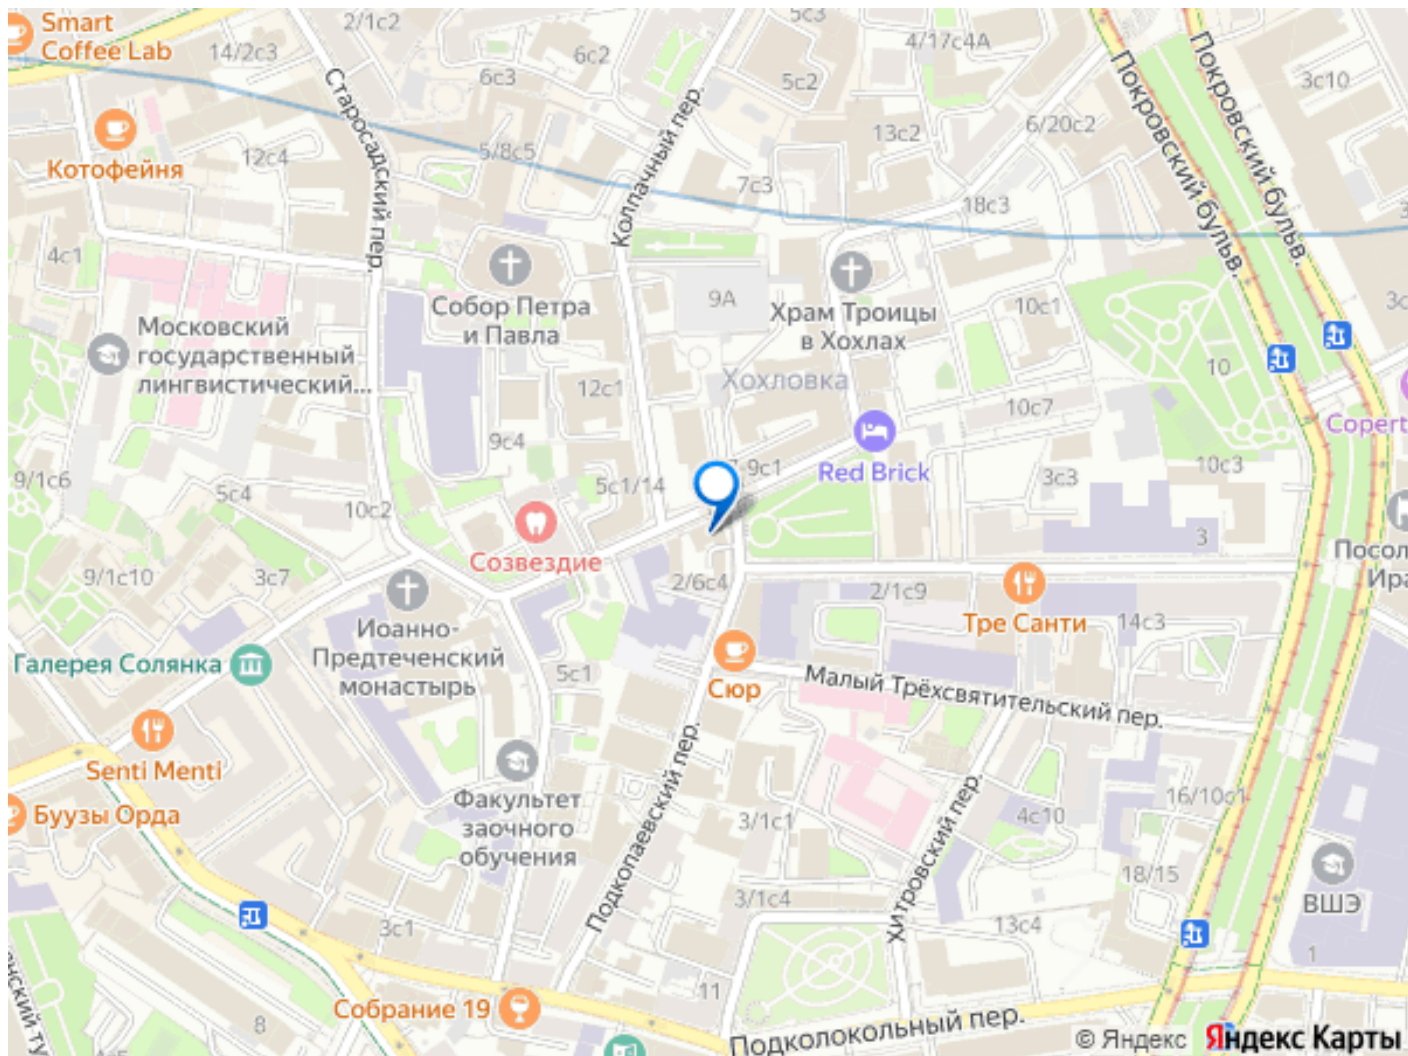 Smart
Coffee Lab
14/2с3
2/1с2
6с3
6с2
5с3
5с2
4/17с4А
Покровский бульв.
Покровский бульв.
3с10
Котофейня
12с4
Старосадский пер.
5/8с5
Колпачный пер.
13с2
6/20с2
7с3
18с3
4с1
Собор Петра
и Павла
9А
Храм Троицы
в Хохлах
10с1
Московский
государственный
лингвистический...
12с1
Хохловка
10
10с7
Copert
9/1с6
5с4
10с2
9с4
5с1/14
7-9с1
Red Brick
3с3
10с3
3
Созвездие
9/1с10
3с7
2/6с4
2/1с9
Тре Санти
14с3
Посол
Ира
Иоанно-
Предтеченский
монастырь
Галерея Солянка
5с1
Сюр
Малый Трёхсвятительский пер.
Senti Menti
Буузы Орда
Факультет
заочного
обучения
Подкопаевский пер.
3/1с1
Хитровский пер.
4с10
16/10с1
18/15
ВШЭ
3/1с4
13с4
3с1
1
11
8
Собрание 19
Подколокольный пер.
© Яндекс
Яндекс Карты